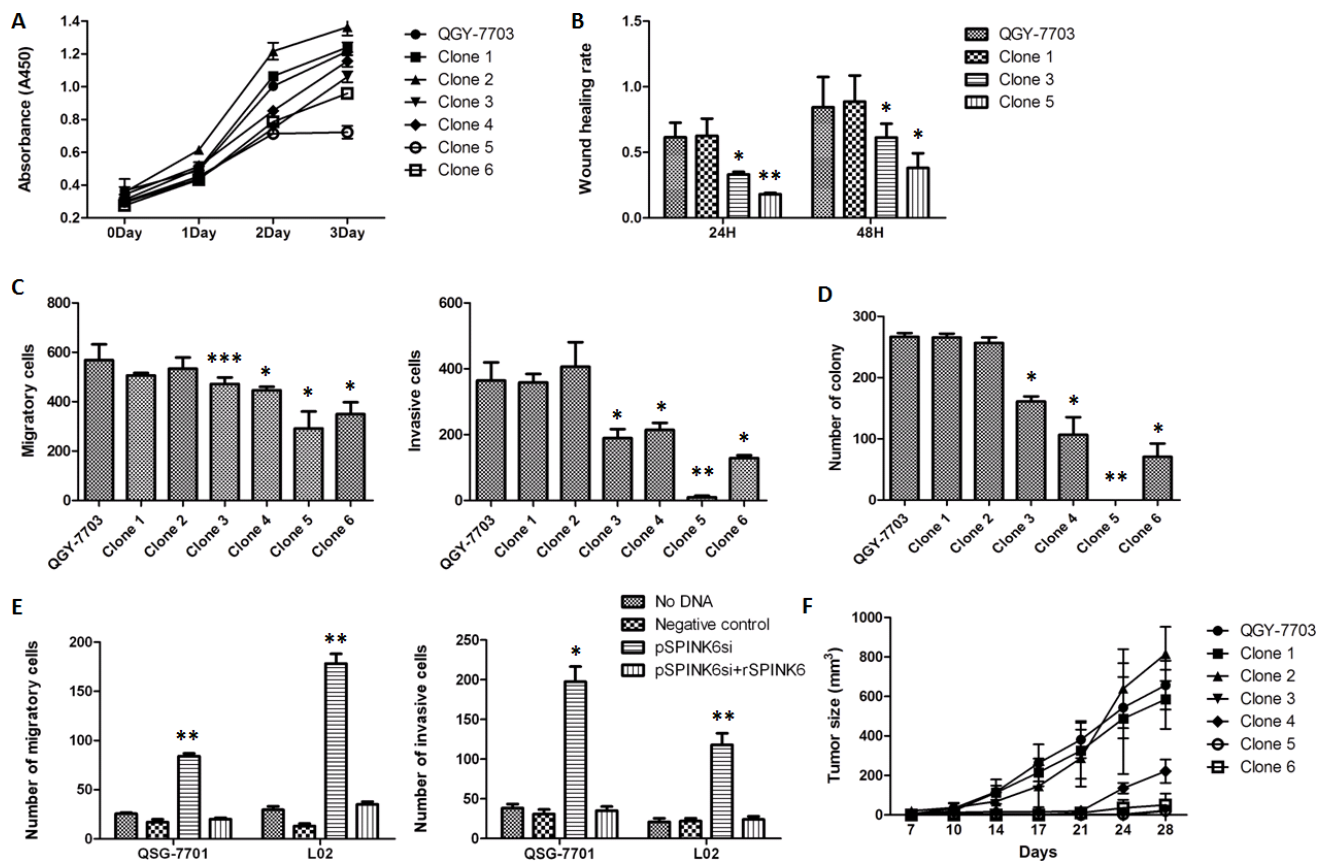 A
Absorbance (A450)
1.4
1.2
1.0
0.8
0.6
0.4
0.2
0Day 1Day 2Day 3Day
QGY-7703
Clone 1
Clone 2
Clone 3
Clone 4
Clone 5
Clone 6
B
Wound healing rate
1.5
1.0
0.5
0.0
* ** * *
24H 48H
QGY-7703
Clone 1
Clone 3
Clone 5
C
Migratory cells
800
600
400
200
0
*** * * *
QGY-7703 Clone 1 Clone 2 Clone 3 Clone 4 Clone 5 Clone 6
Invasive cells
600
400
200
0
* * ** *
QGY-7703 Clone 1 Clone 2 Clone 3 Clone 4 Clone 5 Clone 6
D
Number of colony
300
200
100
0
* * ** *
QGY-7703 Clone 1 Clone 2 Clone 3 Clone 4 Clone 5 Clone 6
E
Number of migratory cells
200
150
100
50
0
** **
QSG-7701 L02
Number of invasive cells
250
200
150
100
50
0
* **
QSG-7701 L02
No DNA
Negative control
pSPINK6si
pSPINK6si+rSPINK6
F
Tumor size (mm³)
1000
800
600
400
200
0
7 10 14 17 21 24 28
Days
QGY-7703
Clone 1
Clone 2
Clone 3
Clone 4
Clone 5
Clone 6